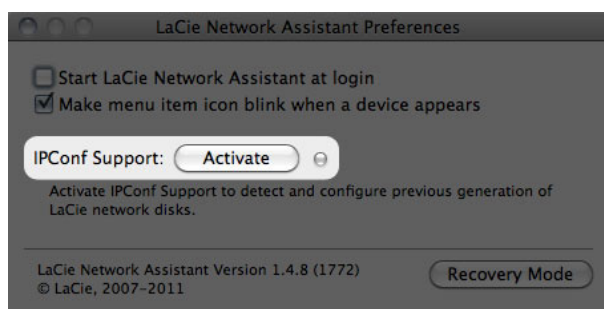 LaCie Network Assistant Preferences
Start LaCie Network Assistant at login
Make menu item icon blink when a device appears
IPConf Support: Activate
Activate IPConf Support to detect and configure previous generation of
LaCie network disks.
LaCie Network Assistant Version 1.4.8 (1772)
© LaCie, 2007-2011
Recovery Mode